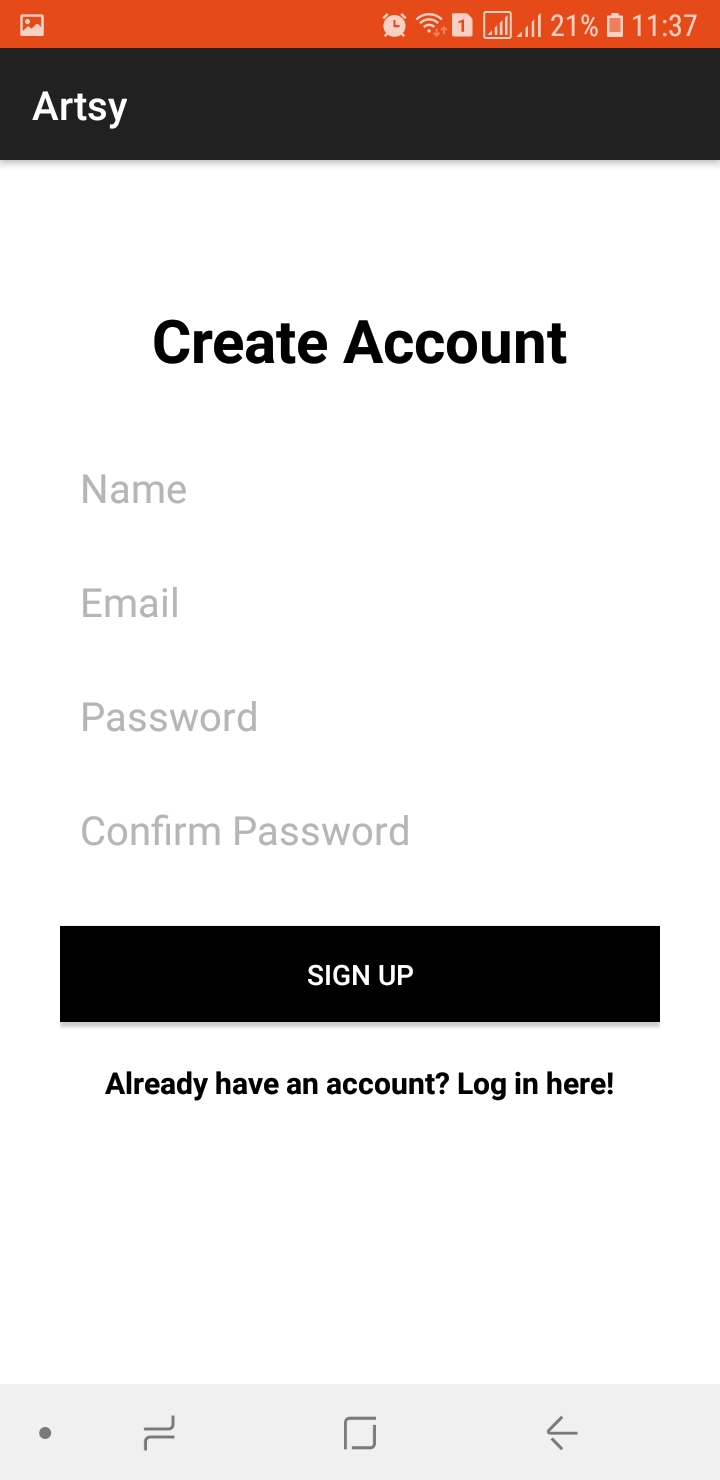 1 21% 11:37
Artsy
Create Account
Name
Email
Password
Confirm Password
SIGN UP
Already have an account? Log in here!